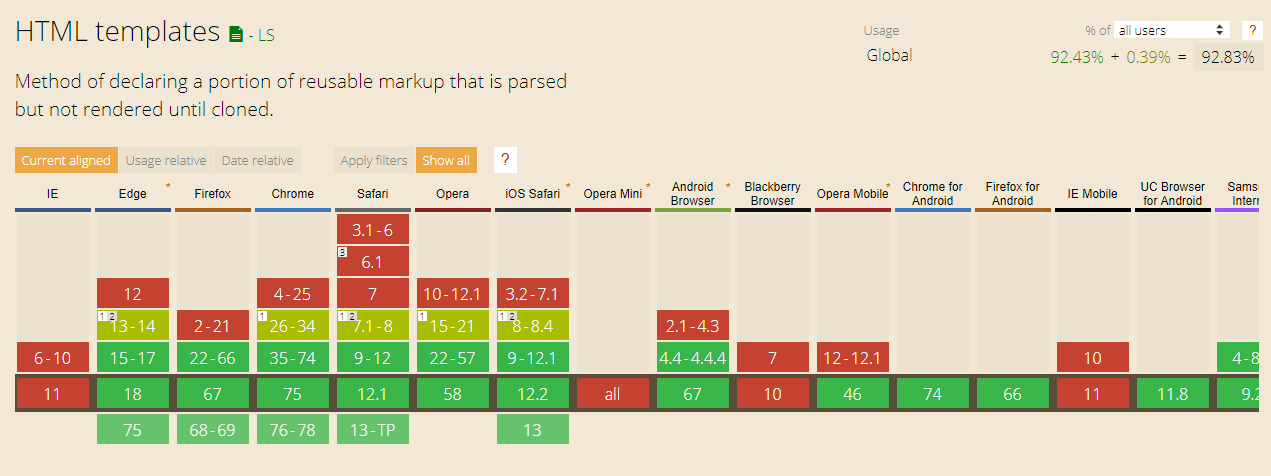 HTML templates - LS
Usage % of all users ?
Global 92.43% + 0.39% = 92.83%
Method of declaring a portion of reusable markup that is parsed
but not rendered until cloned.
Current aligned Usage relative Date relative Apply filters Show all ?
IE Edge * Firefox Chrome Safari Opera iOS Safari * Opera Mini * Android Browser * Blackberry Browser Opera Mobile * Chrome for Android Firefox for Android IE Mobile UC Browser for Android
3.1-6
3 6.1
12 4-25 7 10-12.1 3.2-7.1
1 2 13-14 2-21 1 26-34 1 2 7.1-8 1 15-21 1 2 8-8.4 2.1-4.3
6-10 15-17 22-66 35-74 9-12 22-57 9-12.1 4.4-4.4.4 7 12-12.1 10 4-8
11 18 67 75 12.1 58 12.2 all 67 10 46 74 66 11 11.8 9.2
75 68-69 76-78 13-TP 13